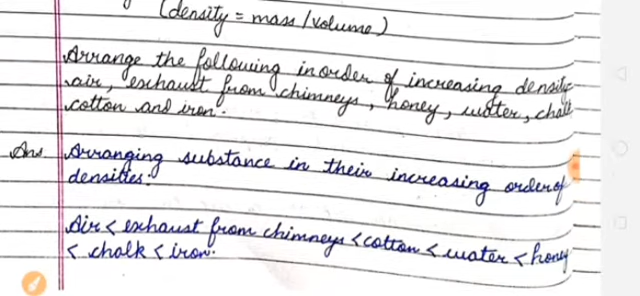 (density = mass / volume)
Arrange the following in order of increasing density
air, exhaust from chimneys, honey, water, chalk
cotton and iron.
Ans Arranging substance in their increasing order of
densities:
Air < exhaust from chimneys < cotton < water < honey
< chalk < iron.